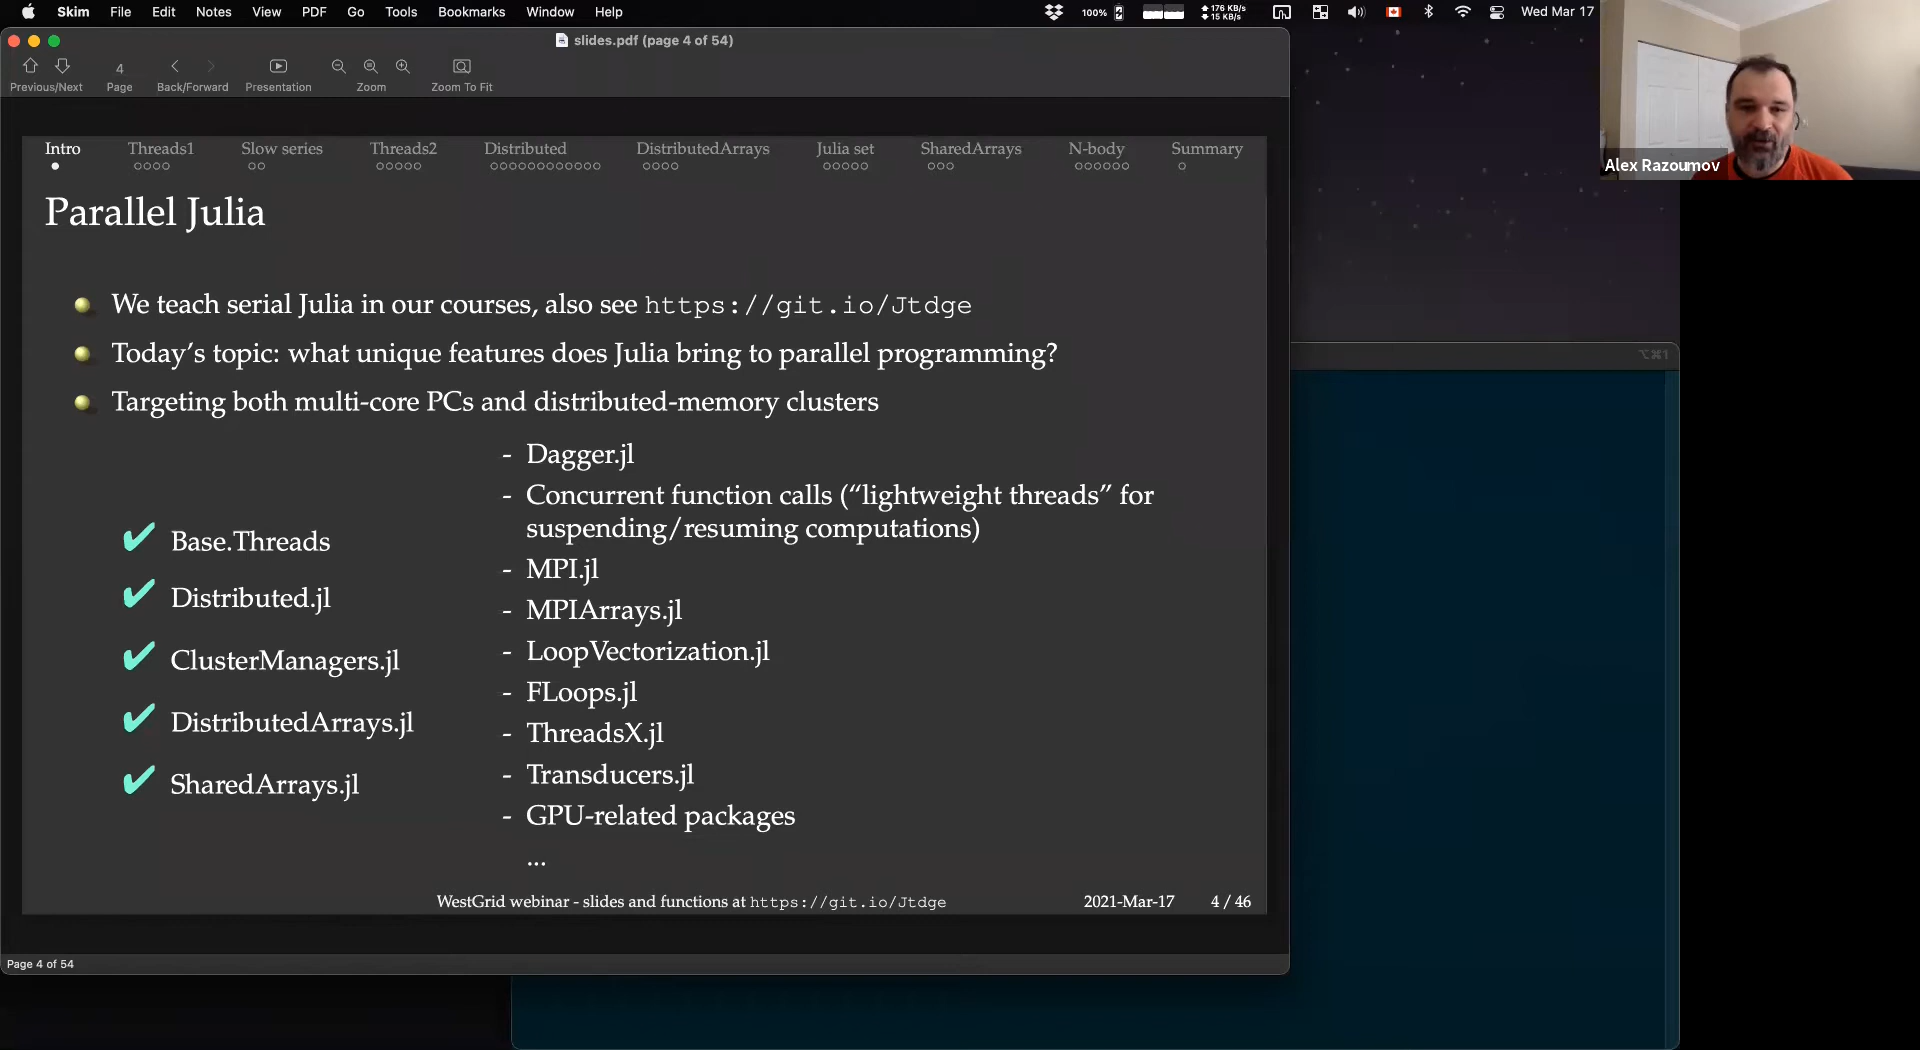 Skim File Edit Notes View PDF Go Tools Bookmarks Window Help
100% 176 KB/s 15 KB/s Wed Mar 17
slides.pdf (page 4 of 54)
4
Previous/Next Page Back/Forward Presentation Zoom Zoom To Fit
Alex Razoumov
Intro Threads1 Slow series Threads2 Distributed DistributedArrays Julia set SharedArrays N-body Summary
Parallel Julia
We teach serial Julia in our courses, also see https://git.io/Jtdge
Today's topic: what unique features does Julia bring to parallel programming?
Targeting both multi-core PCs and distributed-memory clusters
✔ Base.Threads
✔ Distributed.jl
✔ ClusterManagers.jl
✔ DistributedArrays.jl
✔ SharedArrays.jl
- Dagger.jl
- Concurrent function calls (“lightweight threads” for
suspending/resuming computations)
- MPI.jl
- MPIArrays.jl
- LoopVectorization.jl
- FLoops.jl
- ThreadsX.jl
- Transducers.jl
- GPU-related packages
...
WestGrid webinar - slides and functions at https://git.io/Jtdge 2021-Mar-17 4 / 46
Page 4 of 54
⌥⌘1